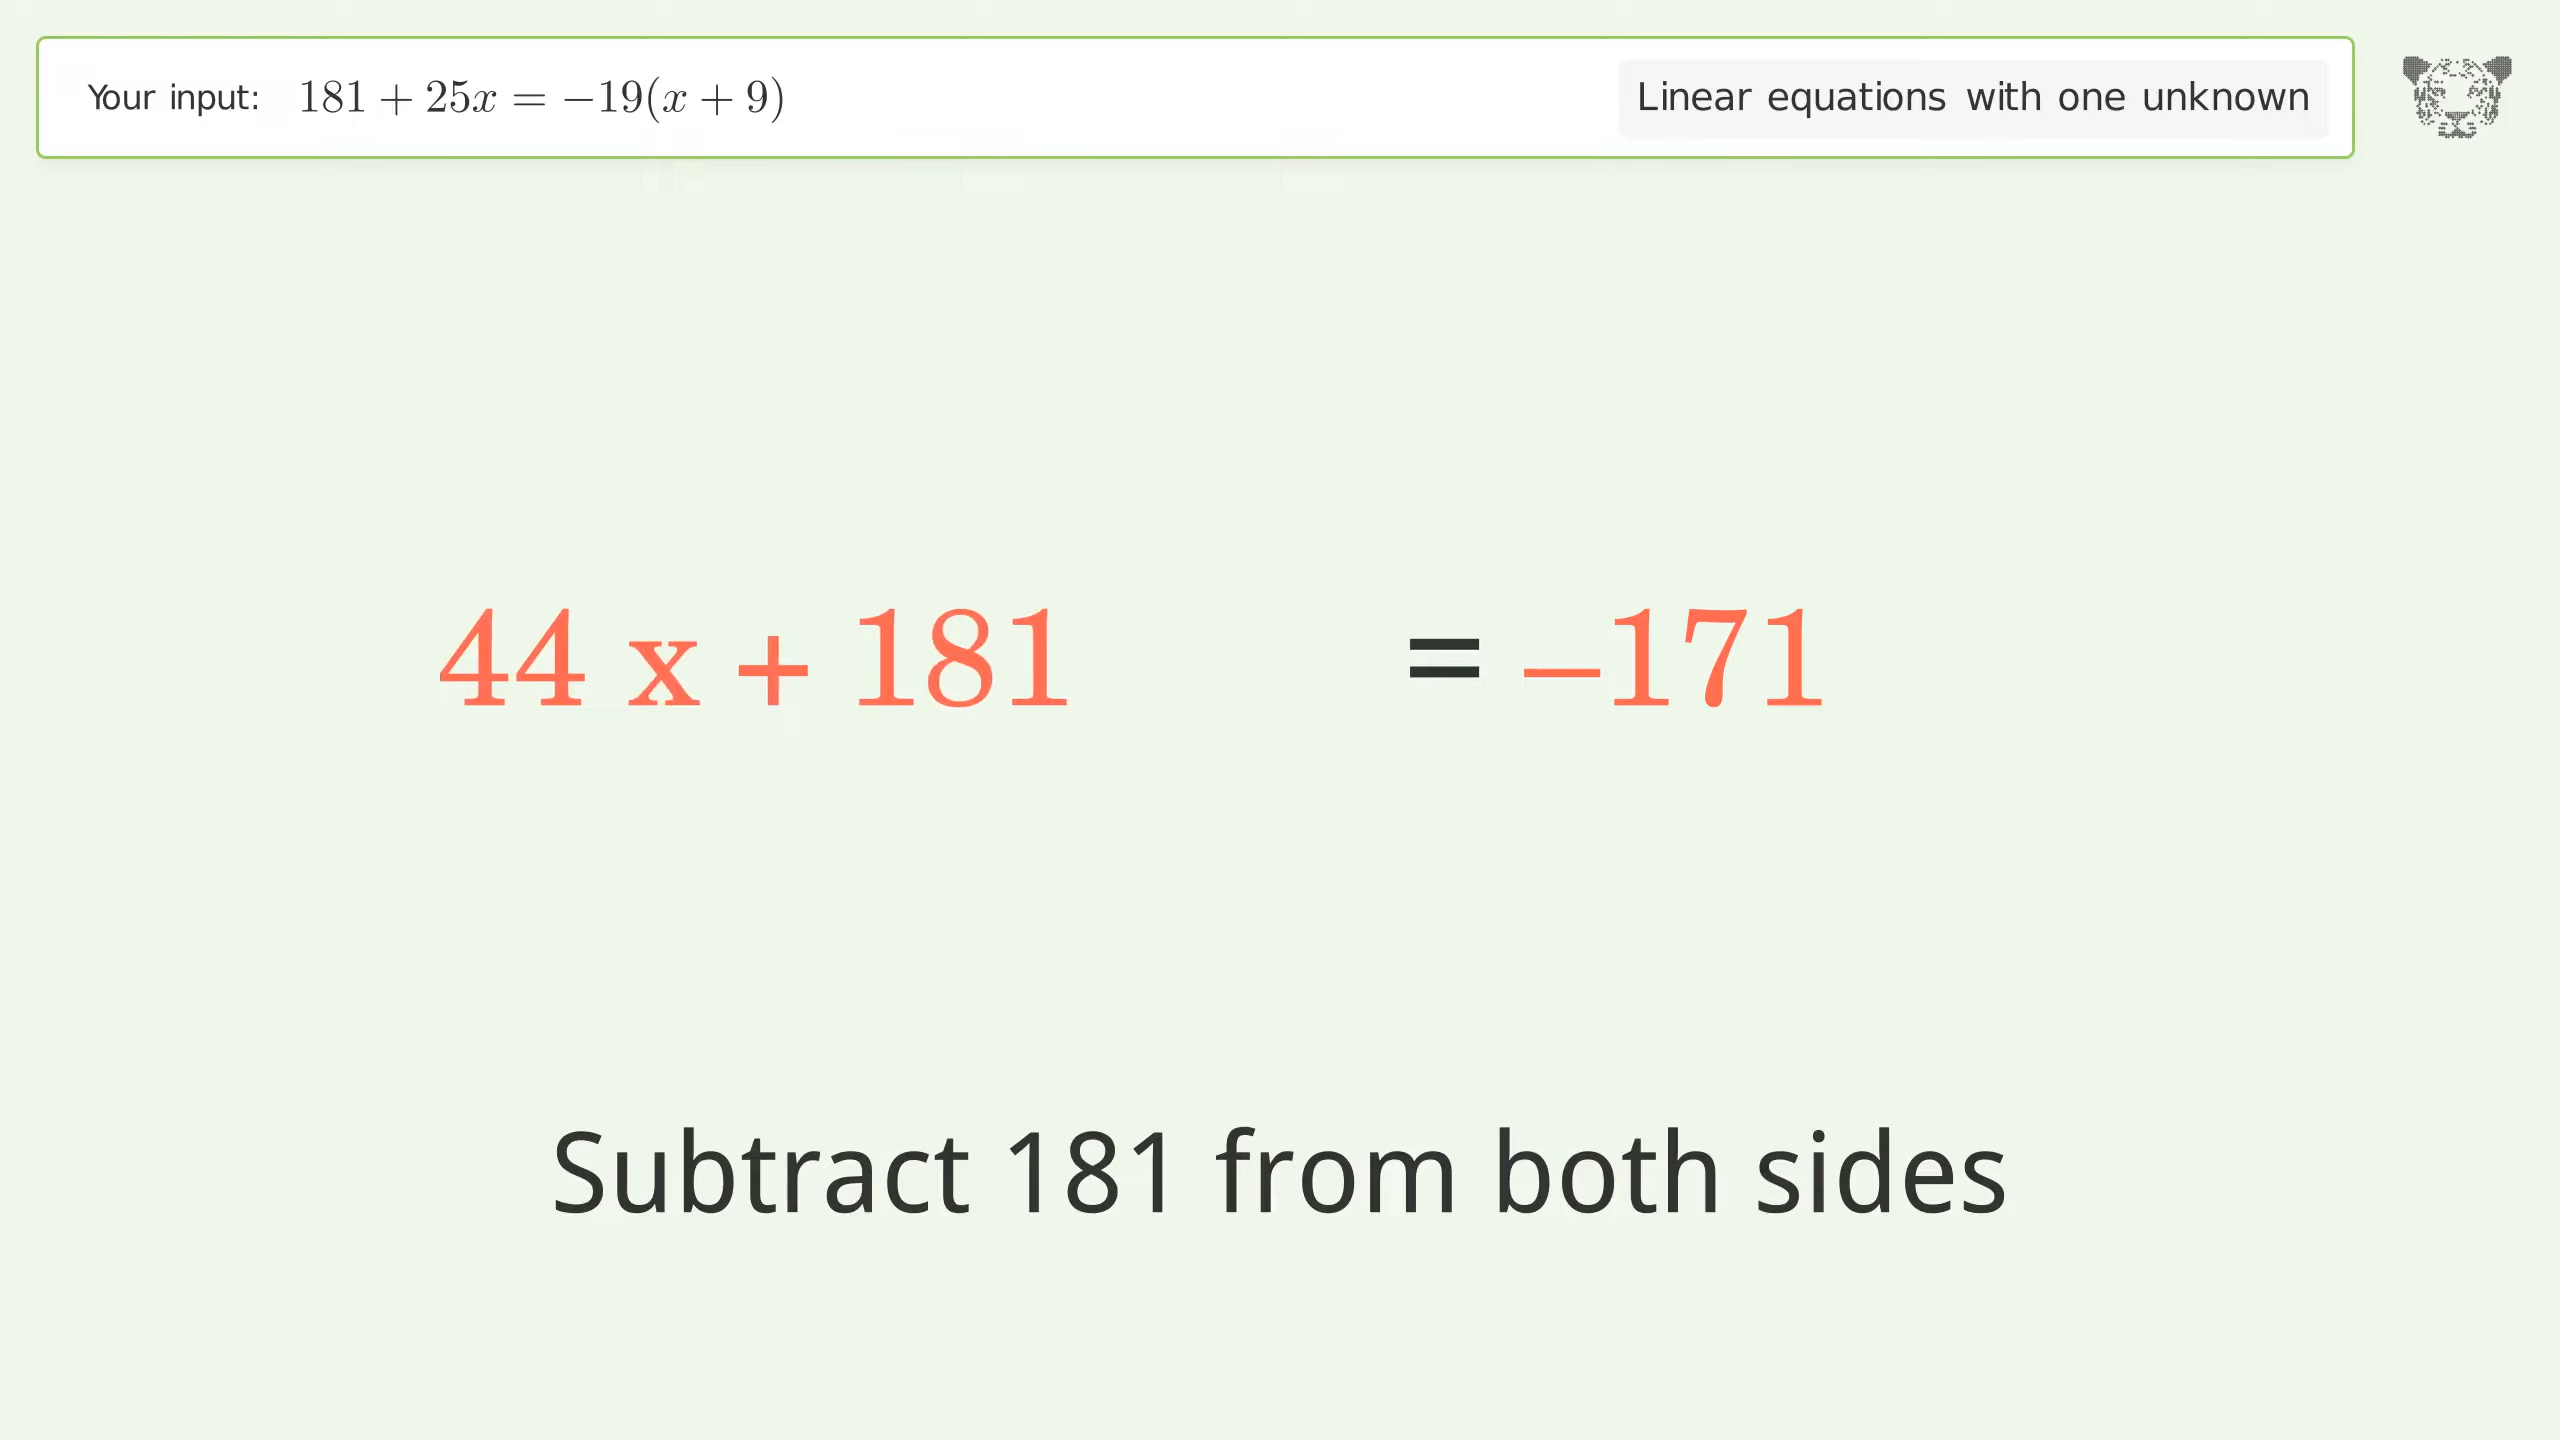 Your input: 181 + 25x = −19(x + 9)
Linear equations with one unknown
44 x + 181 = −171
Subtract 181 from both sides